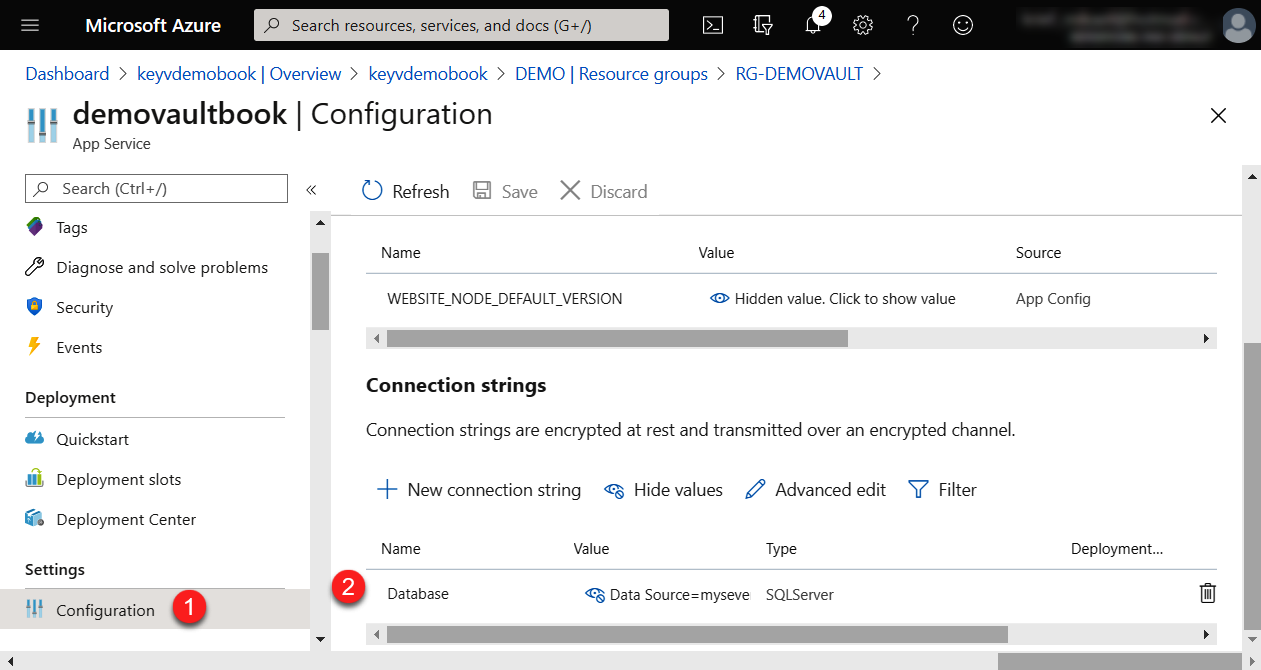 Microsoft Azure
Search resources, services, and docs (G+/)
4
Dashboard > keyvdemobook | Overview > keyvdemobook > DEMO | Resource groups > RG-DEMOVAULT >
demovaultbook | Configuration
App Service
Search (Ctrl+/)
«
Refresh
Save
Discard
Tags
Diagnose and solve problems
Security
Events
Deployment
Quickstart
Deployment slots
Deployment Center
Settings
Configuration
1
Name Value Source
WEBSITE_NODE_DEFAULT_VERSION Hidden value. Click to show value App Config
Connection strings
Connection strings are encrypted at rest and transmitted over an encrypted channel.
New connection string Hide values Advanced edit Filter
Name Value Type Deployment...
2
Database Data Source=myseve SQLServer